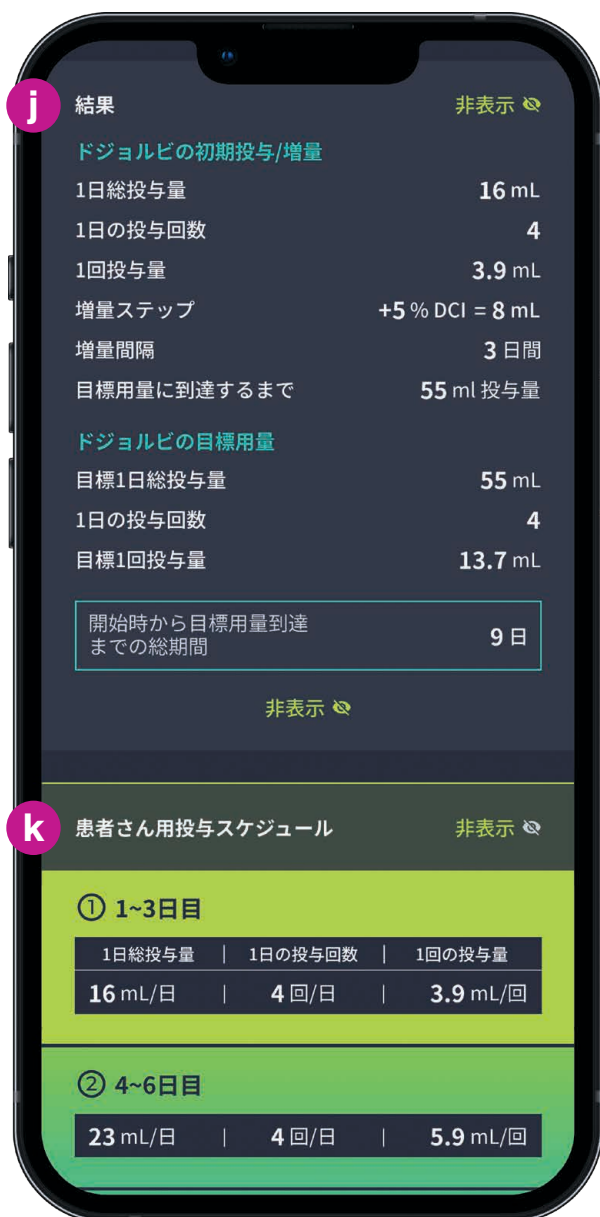 j
結果 非表示
ドジョルビの初期投与/増量
1日総投与量 16 mL
1日の投与回数 4
1回投与量 3.9 mL
増量ステップ +5 % DCI = 8 mL
増量間隔 3 日間
目標用量に到達するまで 55 ml 投与量
ドジョルビの目標用量
目標1日総投与量 55 mL
1日の投与回数 4
目標1回投与量 13.7 mL
開始時から目標用量到達
までの総期間 9 日
非表示
k
患者さん用投与スケジュール 非表示
① 1~3日目
1日総投与量 | 1日の投与回数 | 1回の投与量
16 mL/日 | 4 回/日 | 3.9 mL/回
② 4~6日目
23 mL/日 | 4 回/日 | 5.9 mL/回